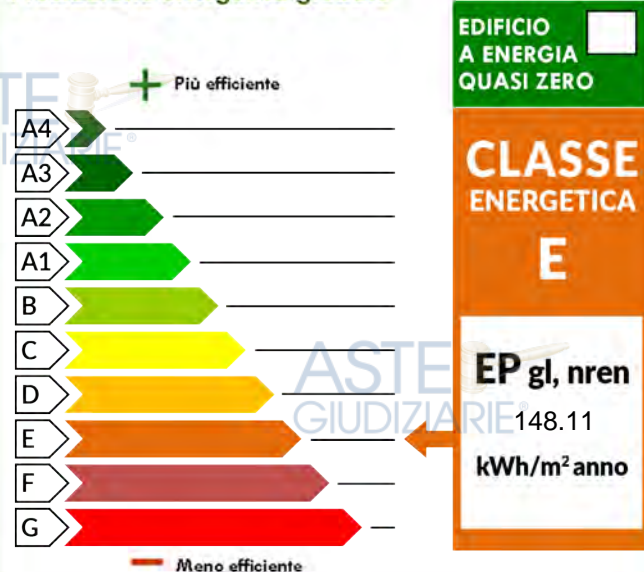 EDIFICIO
A ENERGIA
QUASI ZERO
Più efficiente
A4
A3
A2
A1
B
C
D
E
F
G
Meno efficiente
CLASSE
ENERGETICA
E
EP gl, nren
148.11
kWh/m² anno
ASTE
GIUDIZIARIE®